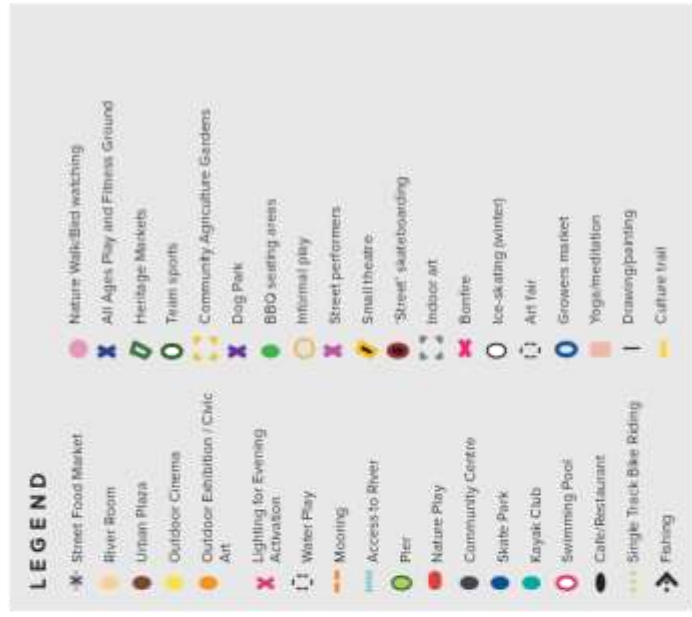 LEGEND
Street Food Market
River Room
Urban Plaza
Outdoor Cinema
Outdoor Exhibition / Civic
Art
Lighting for Evening
Activation
Water Play
Mooring
Access to River
Pier
Nature Play
Community Centre
Skate Park
Kayak Club
Swimming Pool
Cafe/Restaurant
Single Track Bike Riding
Fishing
Nature Walk/Bird watching
All Ages Play and Fitness Ground
Heritage Markets
Team sports
Community Agriculture Gardens
Dog Park
BBQ seating areas
Informal play
Street performers
Small theatre
'Street' skateboarding
Indoor art
Bonfire
Ice-skating (winter)
Art fair
Growers market
Yoga/meditation
Drawing/painting
Culture trail